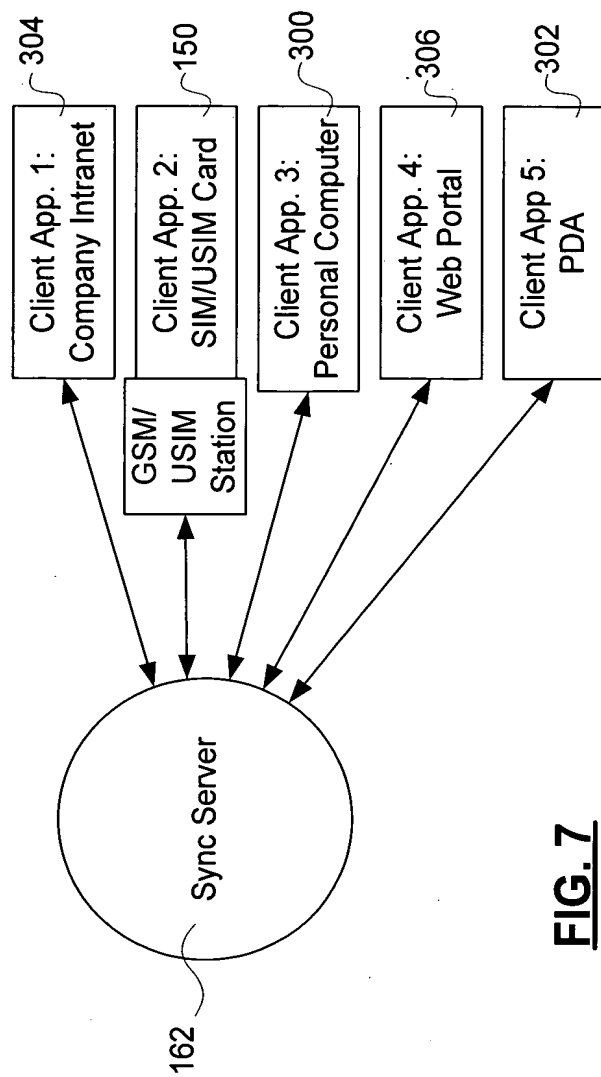 304
Client App. 1:
Company Intranet
150
GSM/
USIM
Station
Client App. 2:
SIM/USIM Card
300
Client App. 3:
Personal Computer
306
Client App. 4:
Web Portal
302
Client App 5:
PDA
Sync Server
162
FIG. 7